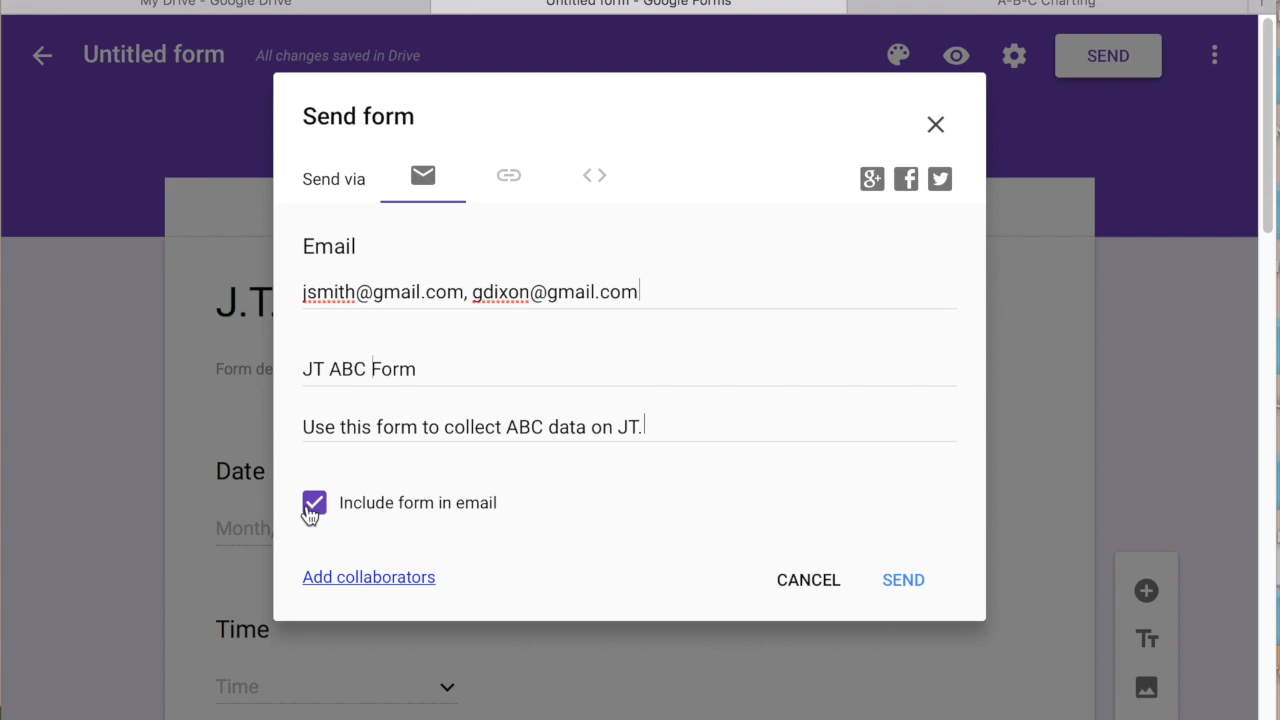 My Drive - Google Drive
Untitled form - Google Forms
A-B-C Charting
Untitled form
All changes saved in Drive
SEND
Send form
Send via
g+
Email
jsmith@gmail.com, gdixon@gmail.com
JT ABC Form
Use this form to collect ABC data on JT.
Include form in email
Add collaborators
CANCEL
SEND
J.T.
Form de
Date
Month,
Time
Time
Tт